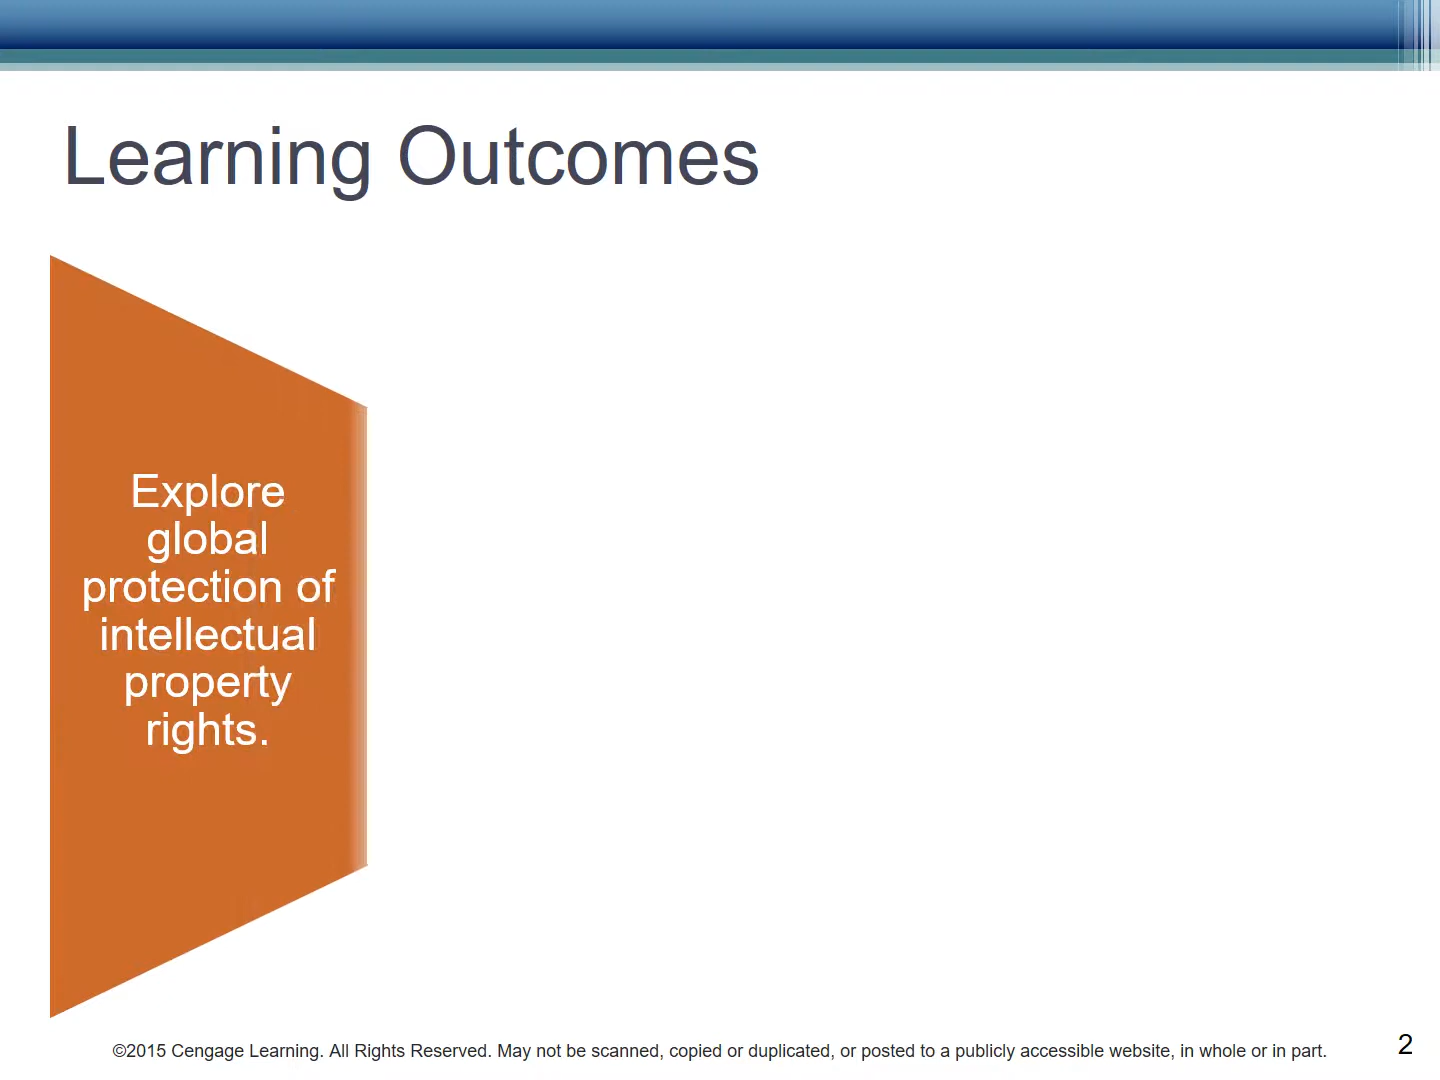 Learning Outcomes
Explore
global
protection of
intellectual
property
rights.
©2015 Cengage Learning. All Rights Reserved. May not be scanned, copied or duplicated, or posted to a publicly accessible website, in whole or in part.
2